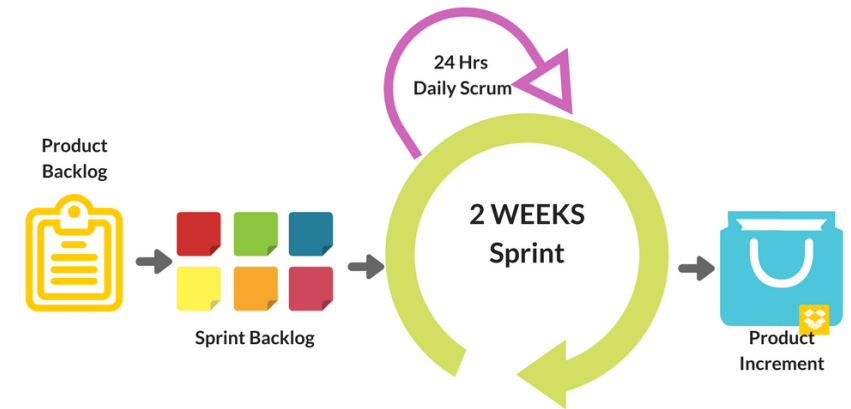 24 Hrs
Daily Scrum
Product
Backlog
2 WEEKS
Sprint
Sprint Backlog
Product
Increment